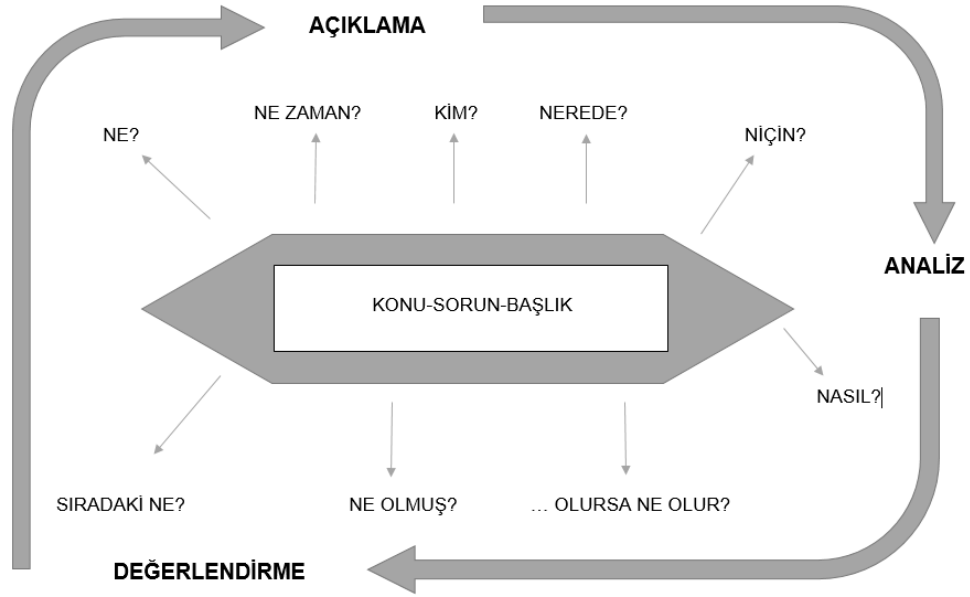 AÇIKLAMA
NE ZAMAN? KİM? NEREDE?
NE? NİÇİN?
ANALİZ
KONU-SORUN-BAŞLIK
NASIL?
SIRADAKİ NE? NE OLMUŞ? ... OLURSA NE OLUR?
DEĞERLENDİRME